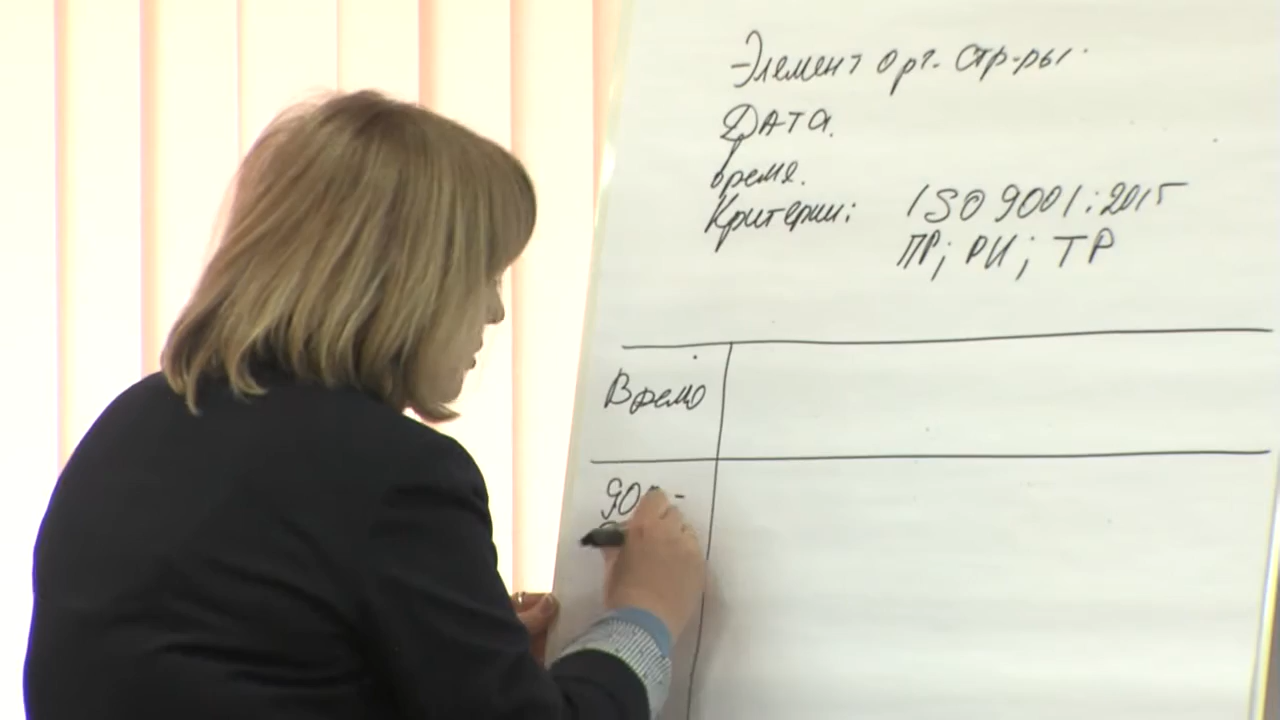 Элемент орг. стр-ры.
Дата.
время.
Критерии: ISO 9001:2015
ПР; РИ; ТР
Время